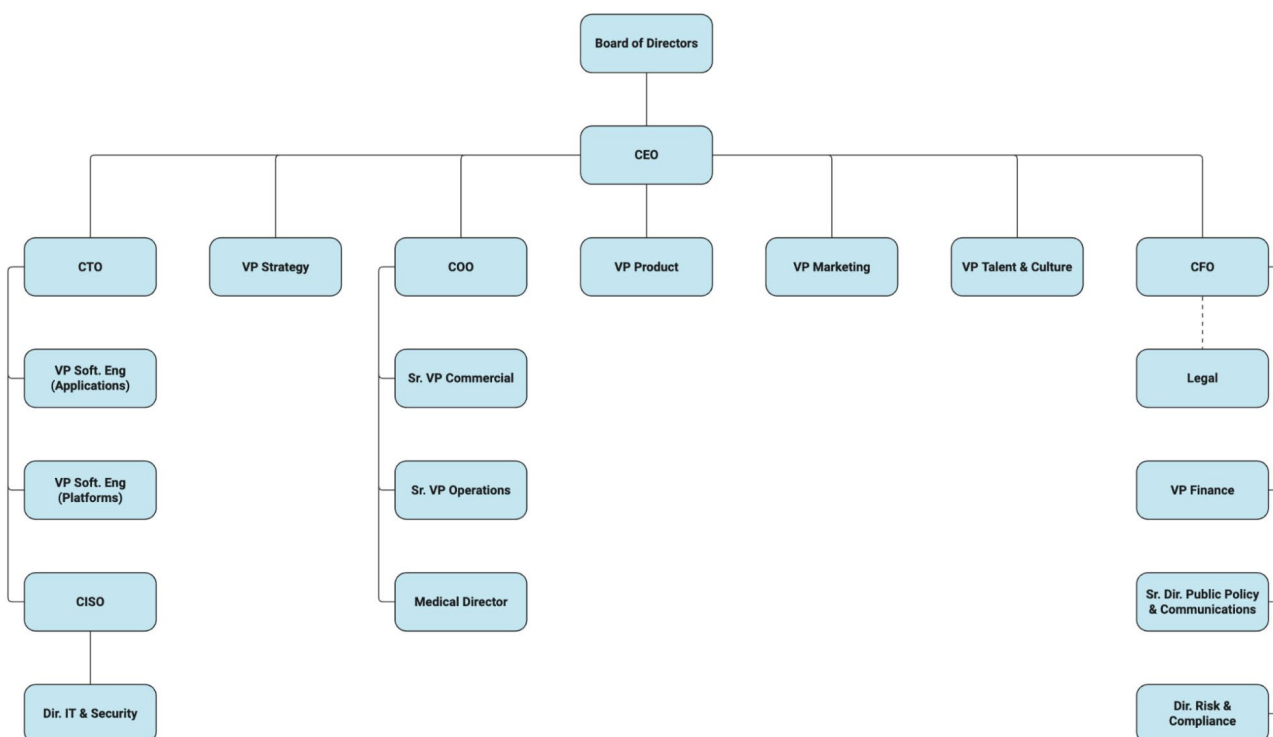 Board of Directors
CEO
CTO
VP Strategy
COO
VP Product
VP Marketing
VP Talent & Culture
CFO
VP Soft. Eng
(Applications)
Sr. VP Commercial
Legal
VP Soft. Eng
(Platforms)
Sr. VP Operations
VP Finance
CISO
Medical Director
Sr. Dir. Public Policy
& Communications
Dir. IT & Security
Dir. Risk &
Compliance